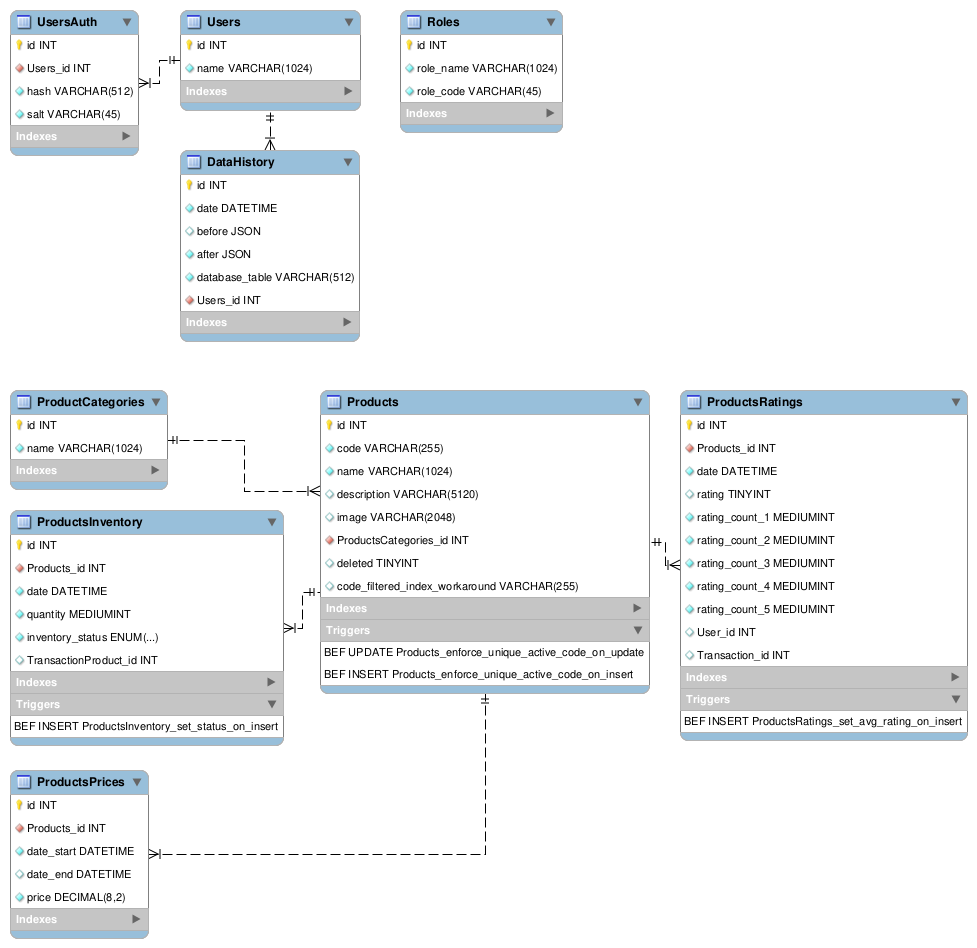 UsersAuth
id INT
Users_id INT
hash VARCHAR(512)
salt VARCHAR(45)
Indexes
Users
id INT
name VARCHAR(1024)
Indexes
Roles
id INT
role_name VARCHAR(1024)
role_code VARCHAR(45)
Indexes
DataHistory
id INT
date DATETIME
before JSON
after JSON
database_table VARCHAR(512)
Users_id INT
Indexes
ProductCategories
id INT
name VARCHAR(1024)
Indexes
Products
id INT
code VARCHAR(255)
name VARCHAR(1024)
description VARCHAR(5120)
image VARCHAR(2048)
ProductsCategories_id INT
deleted TINYINT
code_filtered_index_workaround VARCHAR(255)
Indexes
Triggers
BEF UPDATE Products_enforce_unique_active_code_on_update
BEF INSERT Products_enforce_unique_active_code_on_insert
ProductsRatings
id INT
Products_id INT
date DATETIME
rating TINYINT
rating_count_1 MEDIUMINT
rating_count_2 MEDIUMINT
rating_count_3 MEDIUMINT
rating_count_4 MEDIUMINT
rating_count_5 MEDIUMINT
User_id INT
Transaction_id INT
Indexes
Triggers
BEF INSERT ProductsRatings_set_avg_rating_on_insert
ProductsInventory
id INT
Products_id INT
date DATETIME
quantity MEDIUMINT
inventory_status ENUM(...)
TransactionProduct_id INT
Indexes
Triggers
BEF INSERT ProductsInventory_set_status_on_insert
ProductsPrices
id INT
Products_id INT
date_start DATETIME
date_end DATETIME
price DECIMAL(8,2)
Indexes